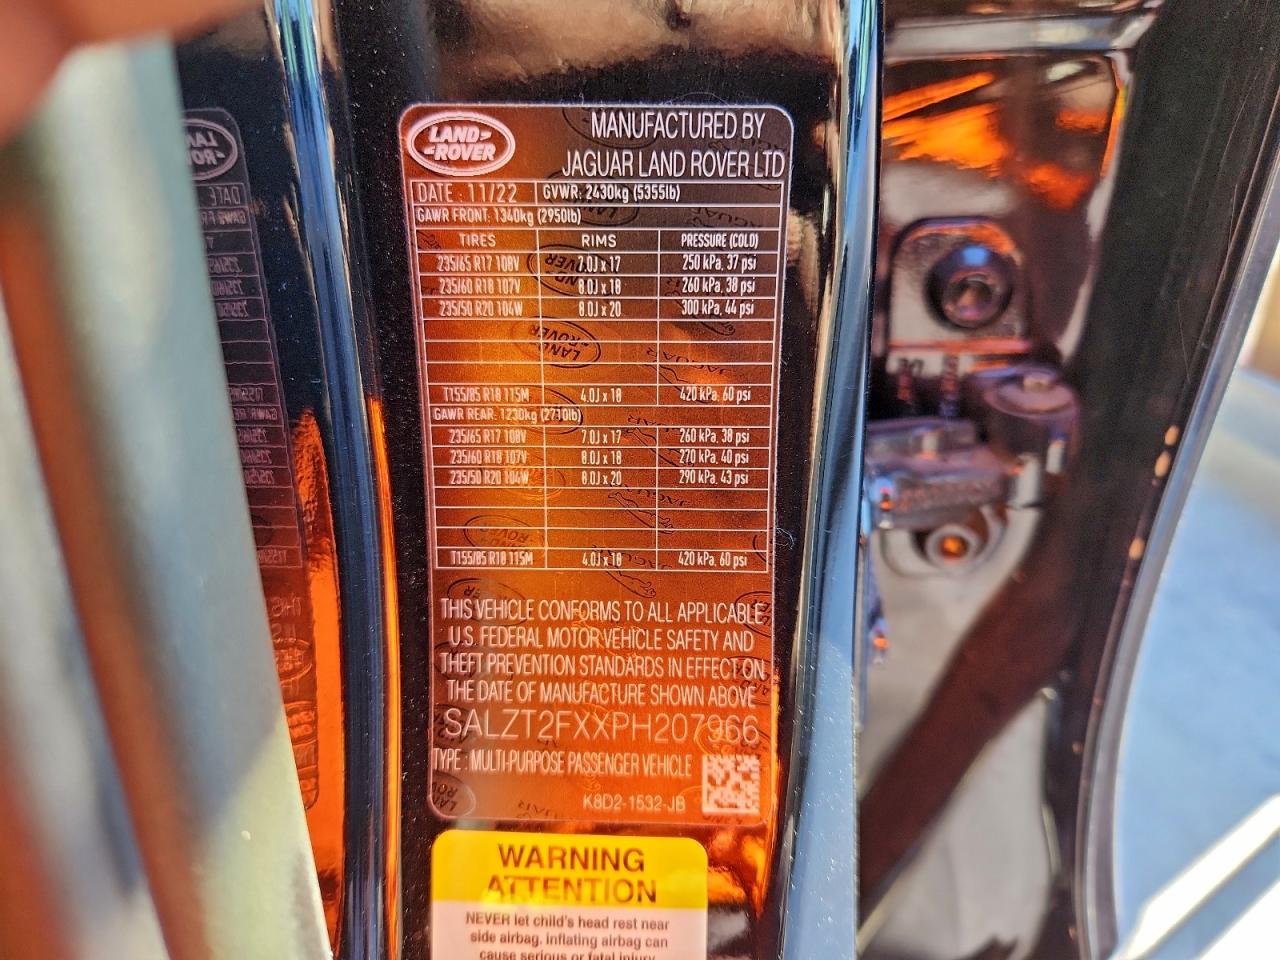 LAND-
-ROVER
MANUFACTURED BY
JAGUAR LAND ROVER LTD
DATE : 11/22 GVWR: 2430kg (5355lb)
GAWR FRONT: 1340kg (2950lb)
TIRES RIMS PRESSURE (COLD)
235/65 R17 108V 7.0J x 17 250 kPa, 37 psi
235/60 R18 107V 8.0J x 18 260 kPa, 38 psi
235/50 R20 104W 8.0J x 20 300 kPa, 44 psi
T155/85 R18 115M 4.0J x 18 420 kPa, 60 psi
GAWR REAR: 1230kg (2710lb)
235/65 R17 108V 7.0J x 17 260 kPa, 38 psi
235/60 R18 107V 8.0J x 18 270 kPa, 40 psi
235/50 R20 104W 8.0J x 20 290 kPa, 43 psi
T155/85 R18 115M 4.0J x 18 420 kPa, 60 psi
THIS VEHICLE CONFORMS TO ALL APPLICABLE
U.S. FEDERAL MOTOR VEHICLE SAFETY AND
THEFT PREVENTION STANDARDS IN EFFECT ON
THE DATE OF MANUFACTURE SHOWN ABOVE
SALZT2FXXPH207966
TYPE : MULTI-PURPOSE PASSENGER VEHICLE
K8D2-1532-JB
WARNING
ATTENTION
NEVER let child's head rest near
side airbag, inflating airbag can
cause serious or fatal injury